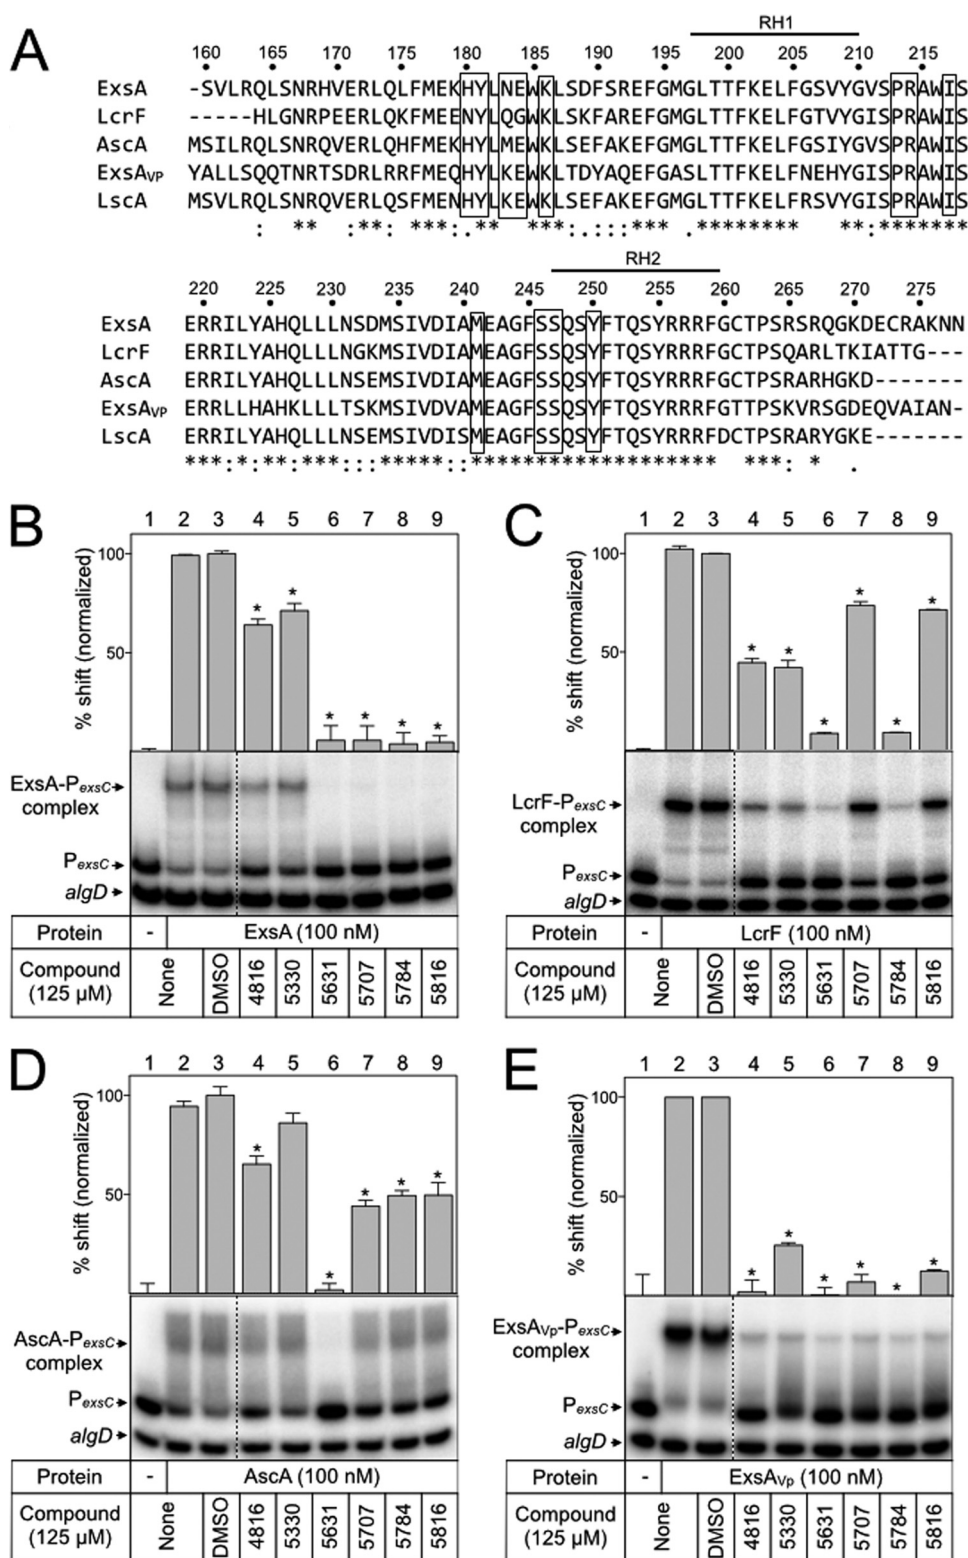 A
RH1
160 165 170 175 180 185 190 195 200 205 210 215
ExsA -SVLRQLSNRHVERLQLFMEKHYLNEWKLSDFSREFGMGLTTFKELFGSVYGVSPRAWIS
LcrF -----HLGNRPEERLQKFMEENYLQGWKLSKFAREFGMGLTTFKELFGTVYGISPRAWIS
AscA MSILRQLSNRQVERLQHFMEKHYLMEWKLSEFAKEFGMGLTTFKELFGSIYGISPRAWIS
ExsAVP YALLSQQTNRTSDRLRRFMEQHYLKEWKLTDYAQEFGASLTTFKELFNEHYGISPRAWIS
LscA MSVLRQLSNRQVERLQSFMEKHYLKEWKLSEFAKEFGMGLTTFKELFRSVYGISPRAWIS
RH2
220 225 230 235 240 245 250 255 260 265 270 275
ExsA ERRILYAHQLLLNSDMSIVDIAMEAGFSSQSYFTQSYRRRFGCTPSRSRQGKDECRAKNN
LcrF ERRILYAHQLLLNGKMSIVDIAMEAGFSSQSYFTQSYRRRFGCTPSQARLTKIATTG---
AscA ERRILYAHQLLLNSEMSIVDIAMEAGFSSQSYFTQSYRRRFGCTPSRARHGKD-------
ExsAVP ERRLLHAHKLLLTSKMSIVDVAMEAGFSSQSYFTQSYRRRFGTTPSKVRSGDEQVAIAN-
LscA ERRILYAHQLLLNSEMSIVDISMEAGFSSQSYFTQSYRRRFDCTPSRARYGKE-------
B
1 2 3 4 5 6 7 8 9
% shift (normalized)
100
50
* * * * * *
ExsA-PexsC
complex
PexsC
algD
Protein - ExsA (100 nM)
Compound
(125 µM)
None DMSO 4816 5330 5631 5707 5784 5816
C
1 2 3 4 5 6 7 8 9
% shift (normalized)
100
50
* * * * * *
LcrF-PexsC
complex
PexsC
algD
Protein - LcrF (100 nM)
Compound
(125 µM)
None DMSO 4816 5330 5631 5707 5784 5816
D
1 2 3 4 5 6 7 8 9
% shift (normalized)
100
50
* * * * *
AscA-PexsC
complex
PexsC
algD
Protein - AscA (100 nM)
Compound
(125 µM)
None DMSO 4816 5330 5631 5707 5784 5816
E
1 2 3 4 5 6 7 8 9
% shift (normalized)
100
50
* * * * * *
ExsAVp-PexsC
complex
PexsC
algD
Protein - ExsAVp (100 nM)
Compound
(125 µM)
None DMSO 4816 5330 5631 5707 5784 5816